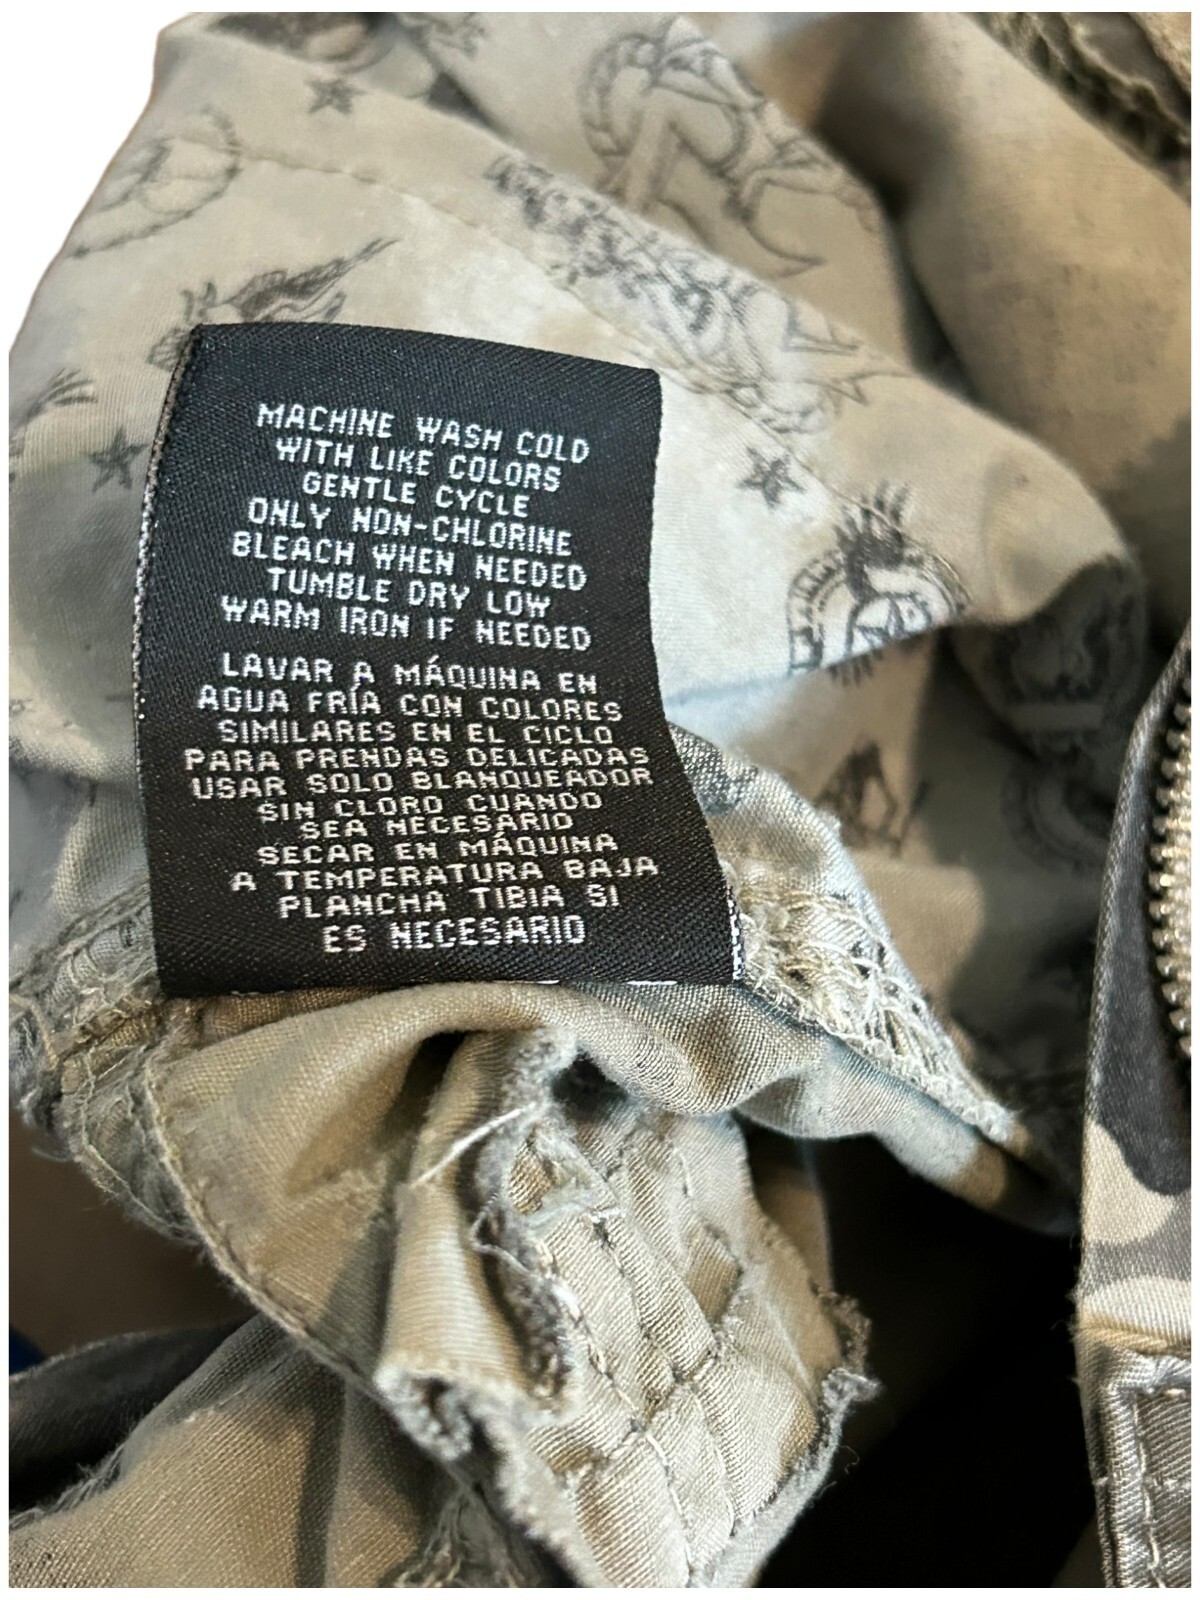 MACHINE WASH COLD
WITH LIKE COLORS
GENTLE CYCLE
ONLY NON-CHLORINE
BLEACH WHEN NEEDED
TUMBLE DRY LOW
WARM IRON IF NEEDED
LAVAR A MÁQUINA EN
AGUA FRÍA CON COLORES
SIMILARES EN EL CICLO
PARA PRENDAS DELICADAS
USAR SOLO BLANQUEADOR
SIN CLORO CUANDO
SEA NECESARIO
SECAR EN MÁQUINA
A TEMPERATURA BAJA
PLANCHA TIBIA SI
ES NECESARIO